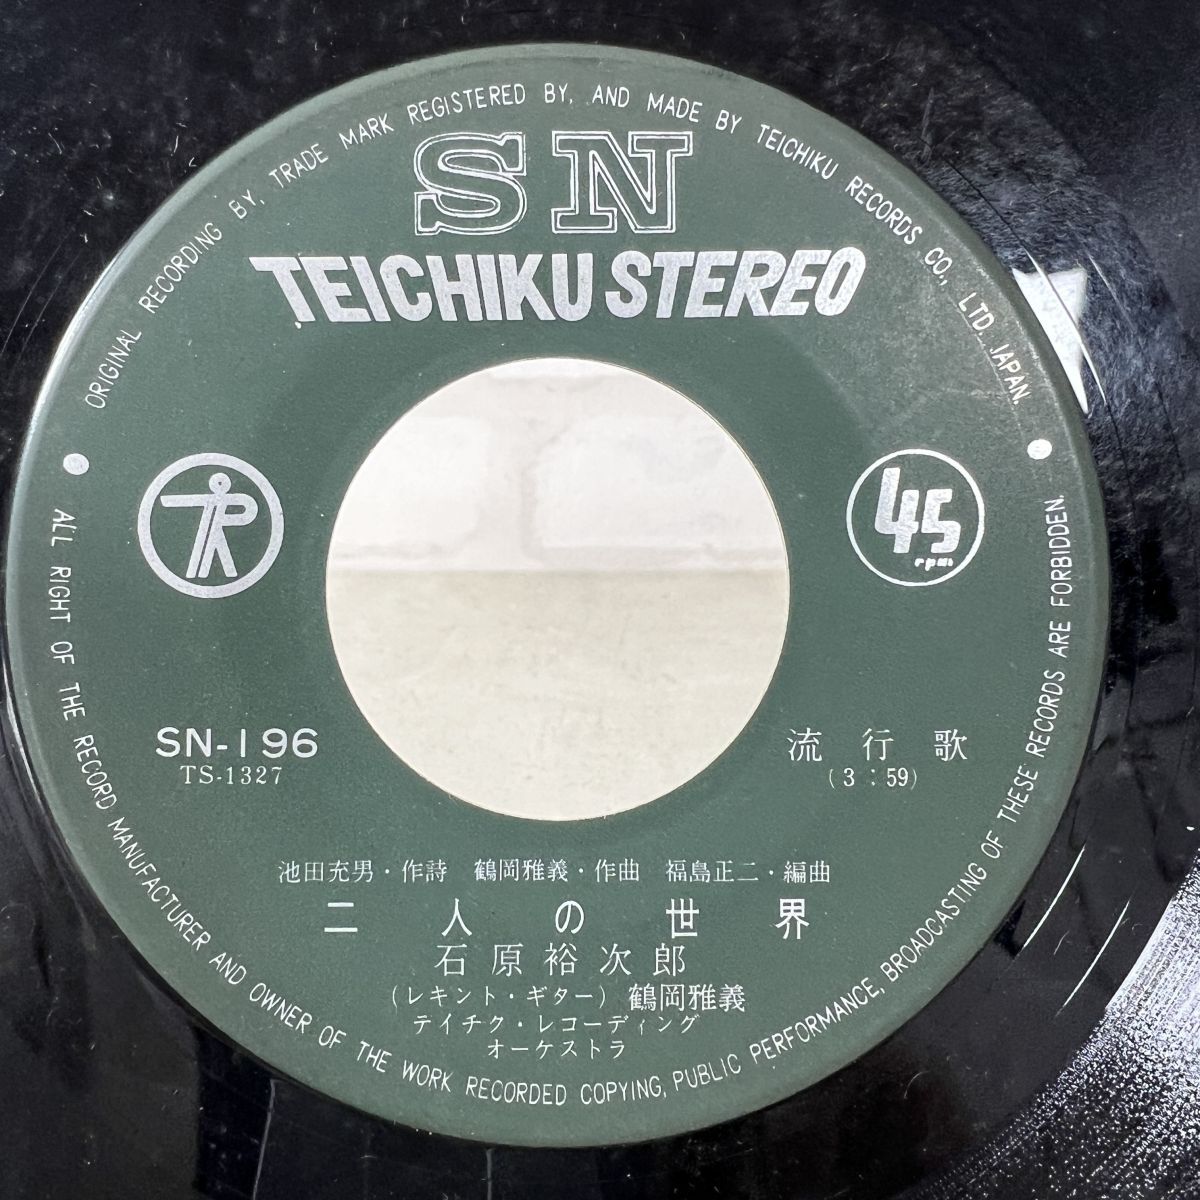 ORIGINAL RECORDING BY, TRADE MARK REGISTERED BY, AND MADE BY TEICHIKU RECORDS CO., LTD. JAPAN.
SN
TEICHIKU STEREO
45
rpm
SN-196
TS-1327
流行歌
(3:59)
池田充男・作詩 鶴岡雅義・作曲 福島正二・編曲
二人の世界
石原裕次郎
(レキント・ギター) 鶴岡雅義
テイチク・レコーディング
オーケストラ
ALL RIGHT OF THE RECORD MANUFACTURER AND OWNER OF THE WORK RECORDED COPYING, PUBLIC PERFORMANCE, BROADCASTING OF THESE RECORDS ARE FORBIDDEN.